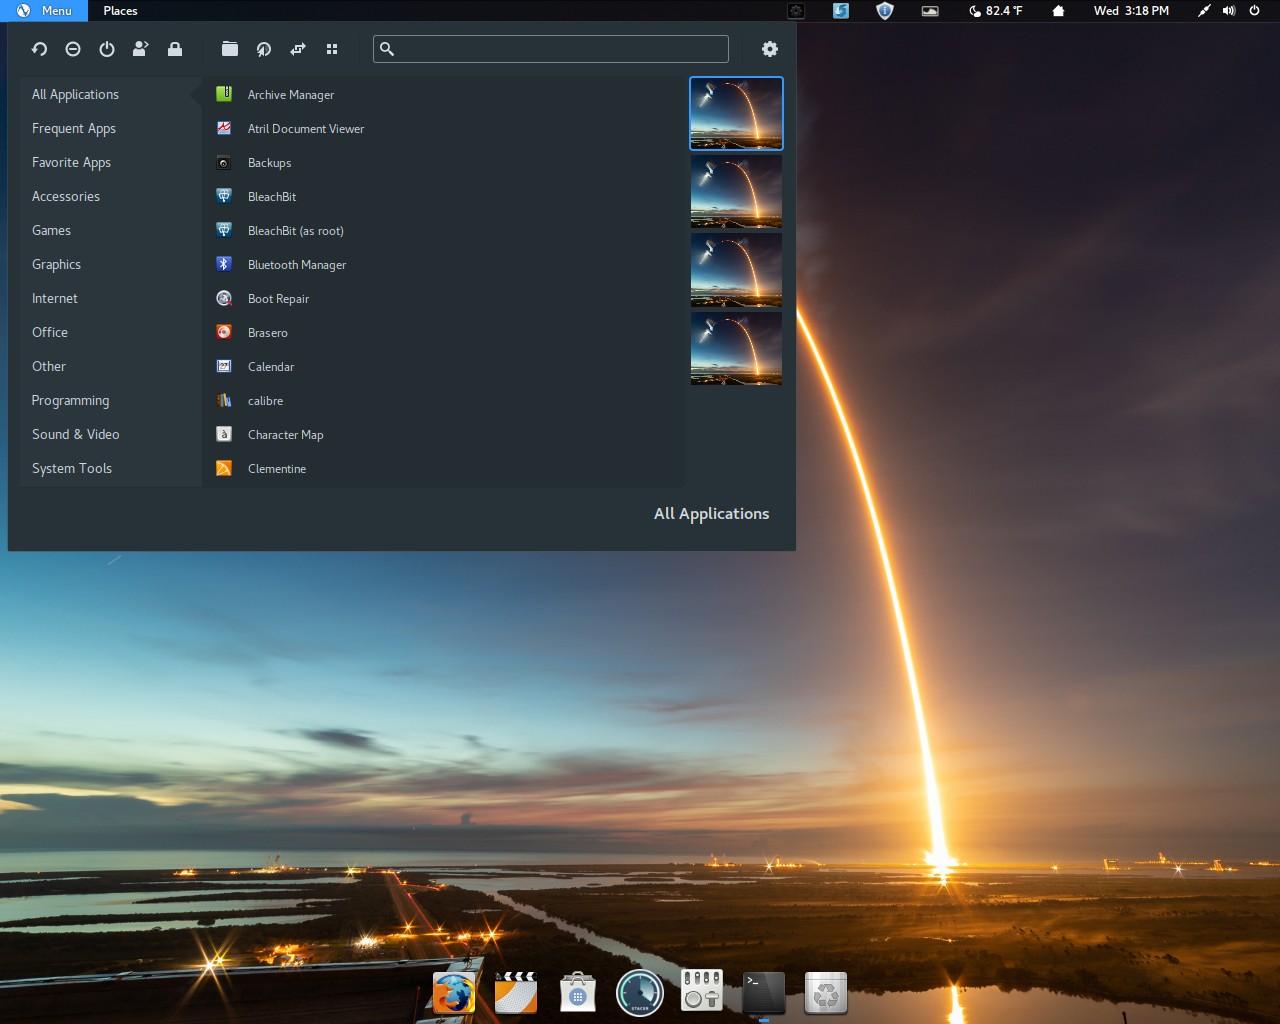 Menu Places 82.4 °F Wed 3:18 PM
All Applications
Frequent Apps
Favorite Apps
Accessories
Games
Graphics
Internet
Office
Other
Programming
Sound & Video
System Tools
Archive Manager
Atril Document Viewer
Backups
BleachBit
BleachBit (as root)
Bluetooth Manager
Boot Repair
Brasero
Calendar
calibre
Character Map
Clementine
All Applications
STACER
>_